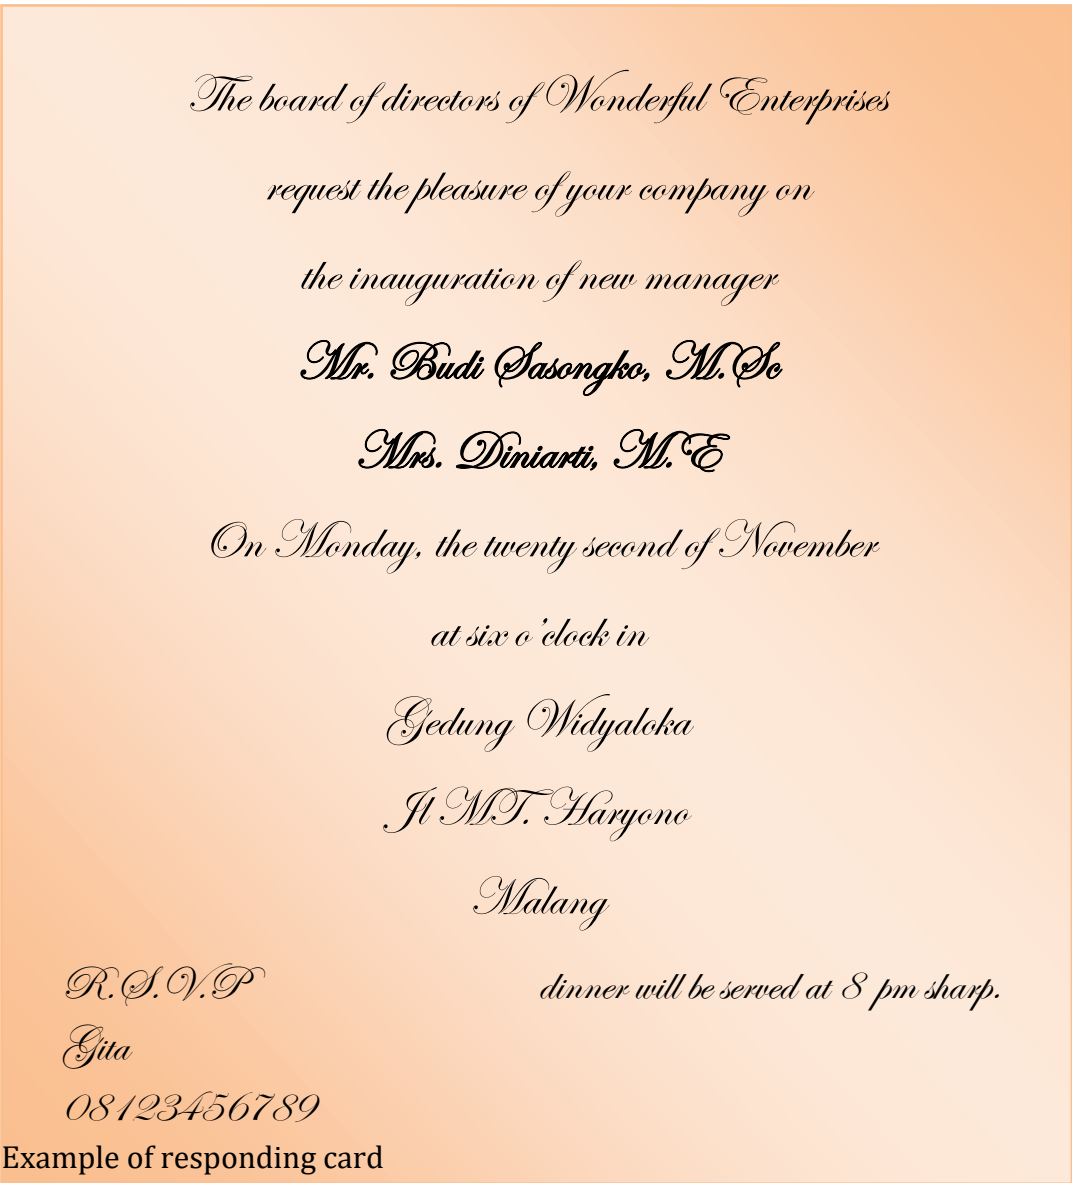 The board of directors of Wonderful Enterprises
request the pleasure of your company on
the inauguration of new manager
Mr. Budi Sasongko, M.Sc
Mrs. Diniarti, M.E
On Monday, the twenty second of November
at six o'clock in
Gedung Widyaloka
Jl MT. Haryono
Malang
R.S.V.P dinner will be served at 8 pm sharp.
Gita
08123456789
Example of responding card